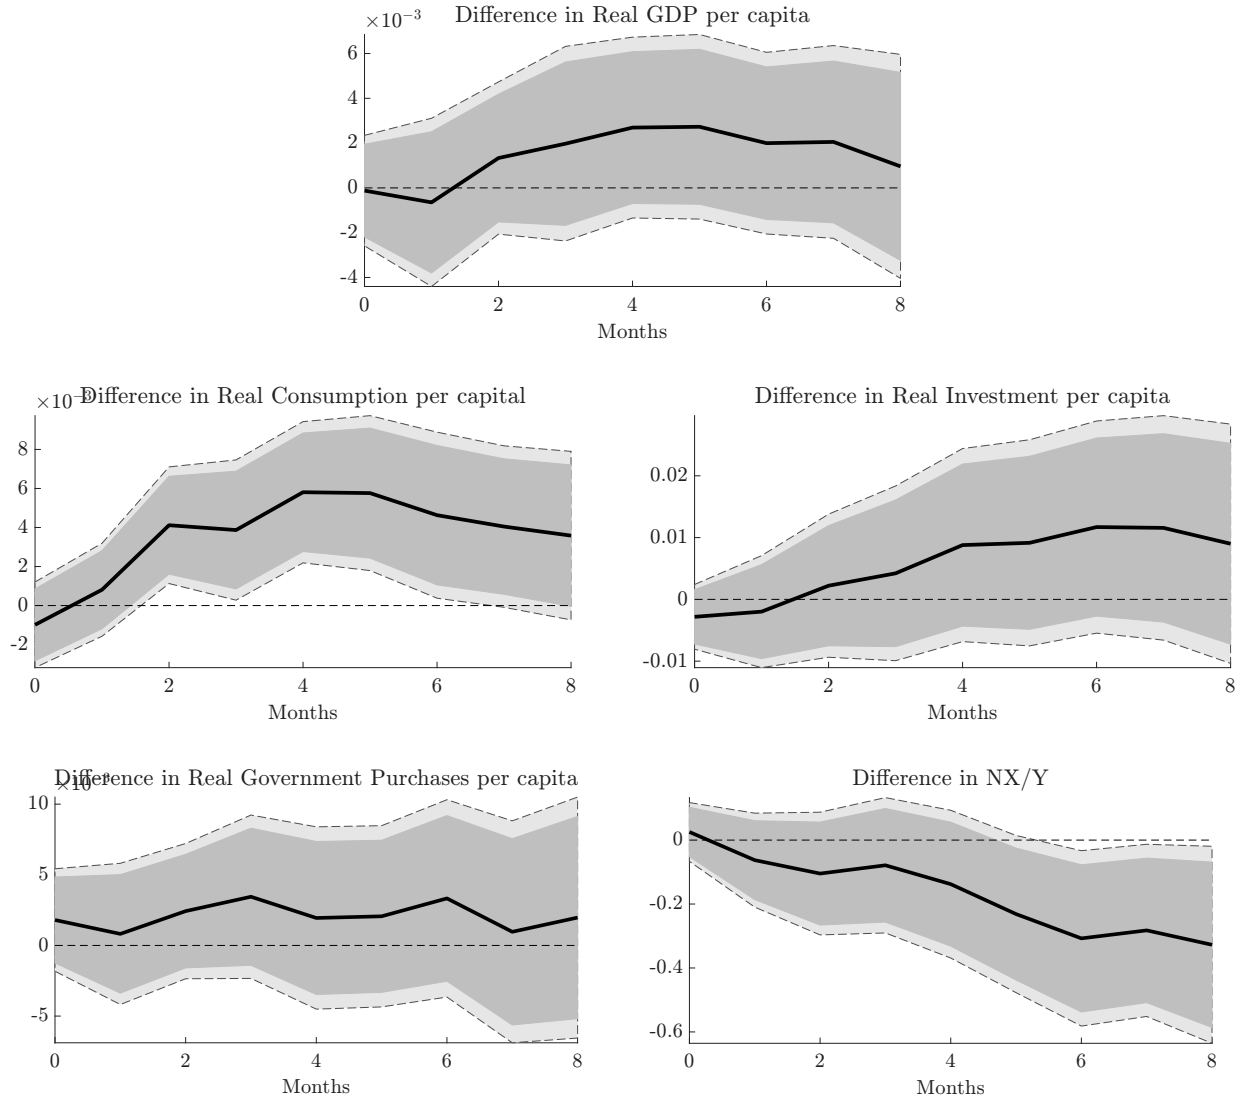 ×10⁻³ Difference in Real GDP per capita
6
4
2
0
-2
-4
0 2 4 6 8
Months
×10⁻³ Difference in Real Consumption per capital
8
6
4
2
0
-2
0 2 4 6 8
Months
Difference in Real Investment per capita
0.02
0.01
0
-0.01
0 2 4 6 8
Months
Difference in Real Government Purchases per capita
×10⁻³
10
5
0
-5
0 2 4 6 8
Months
Difference in NX/Y
0
-0.2
-0.4
-0.6
0 2 4 6 8
Months